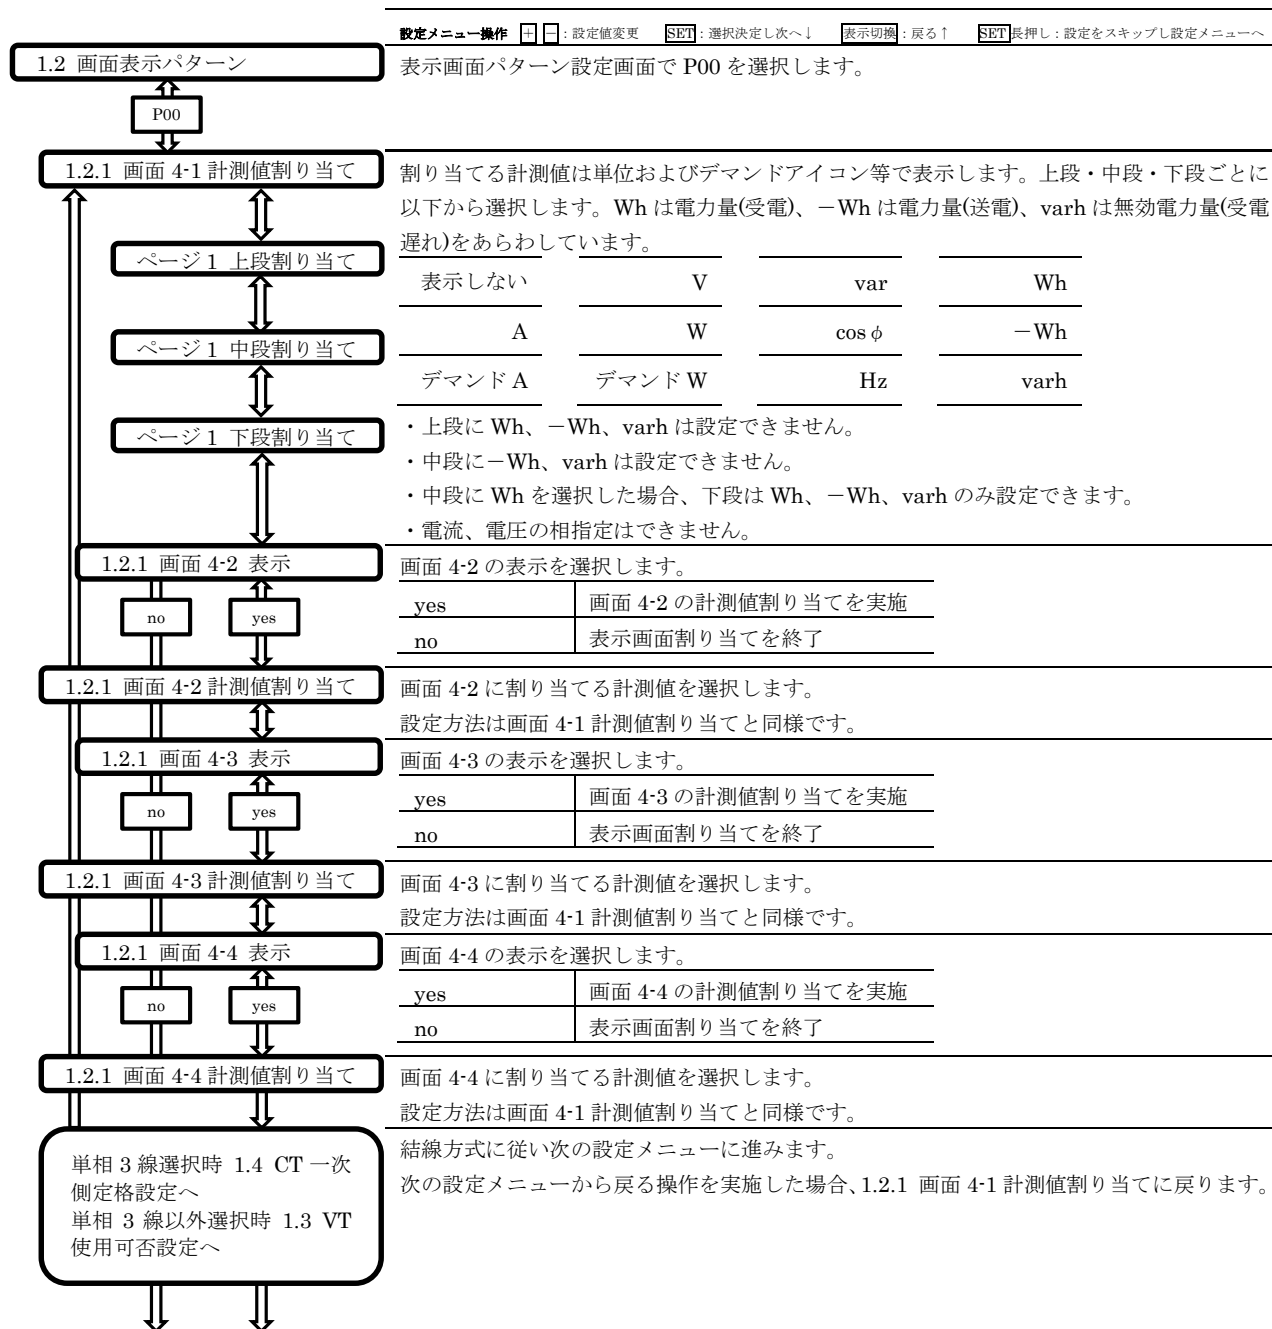 設定メニュー操作 ＋ －：設定値変更 SET：選択決定し次へ↓ 表示切換：戻る↑ SET長押し：設定をスキップし設定メニューへ
1.2 画面表示パターン
表示画面パターン設定画面で P00 を選択します。
P00
1.2.1 画面 4-1 計測値割り当て
割り当てる計測値は単位およびデマンドアイコン等で表示します。上段・中段・下段ごとに
以下から選択します。Wh は電力量(受電)、－Wh は電力量(送電)、varh は無効電力量(受電
遅れ)をあらわしています。
ページ 1 上段割り当て
表示しない V var Wh
ページ 1 中段割り当て
A W cosφ －Wh
デマンド A デマンド W Hz varh
ページ 1 下段割り当て
・上段に Wh、－Wh、varh は設定できません。
・中段に－Wh、varh は設定できません。
・中段に Wh を選択した場合、下段は Wh、－Wh、varh のみ設定できます。
・電流、電圧の相指定はできません。
1.2.1 画面 4-2 表示
画面 4-2 の表示を選択します。
no yes
yes 画面 4-2 の計測値割り当てを実施
no 表示画面割り当てを終了
1.2.1 画面 4-2 計測値割り当て
画面 4-2 に割り当てる計測値を選択します。
設定方法は画面 4-1 計測値割り当てと同様です。
1.2.1 画面 4-3 表示
画面 4-3 の表示を選択します。
no yes
yes 画面 4-3 の計測値割り当てを実施
no 表示画面割り当てを終了
1.2.1 画面 4-3 計測値割り当て
画面 4-3 に割り当てる計測値を選択します。
設定方法は画面 4-1 計測値割り当てと同様です。
1.2.1 画面 4-4 表示
画面 4-4 の表示を選択します。
no yes
yes 画面 4-4 の計測値割り当てを実施
no 表示画面割り当てを終了
1.2.1 画面 4-4 計測値割り当て
画面 4-4 に割り当てる計測値を選択します。
設定方法は画面 4-1 計測値割り当てと同様です。
単相 3 線選択時 1.4 CT 一次
側定格設定へ
単相 3 線以外選択時 1.3 VT
使用可否設定へ
結線方式に従い次の設定メニューに進みます。
次の設定メニューから戻る操作を実施した場合、1.2.1 画面 4-1 計測値割り当てに戻ります。